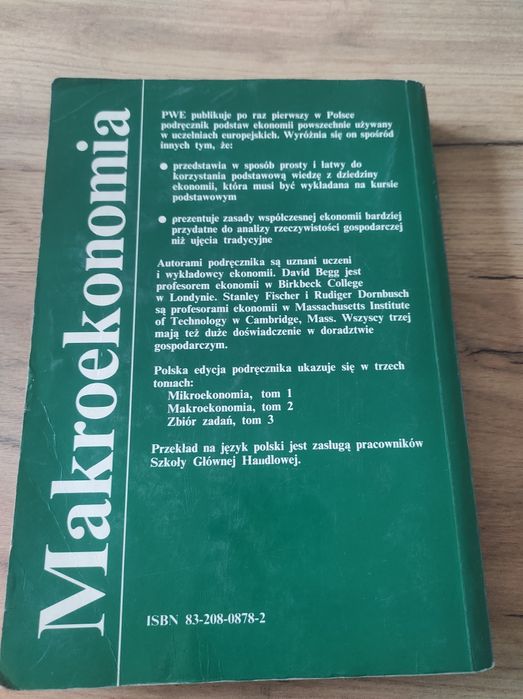 Makroekonomia
PWE publikuje po raz pierwszy w Polsce
podręcznik podstaw ekonomii powszechnie używany
w uczelniach europejskich. Wyróżnia się on spośród
innych tym, że:
● przedstawia w sposób prosty i łatwy do
korzystania podstawową wiedzę z dziedziny
ekonomii, która musi być wykładana na kursie
podstawowym
● prezentuje zasady współczesnej ekonomii bardziej
przydatne do analizy rzeczywistości gospodarczej
niż ujęcia tradycyjne
Autorami podręcznika są uznani uczeni
i wykładowcy ekonomii. David Begg jest
profesorem ekonomii w Birkbeck College
w Londynie. Stanley Fischer i Rudiger Dornbusch
są profesorami ekonomii w Massachusetts Institute
of Technology w Cambridge, Mass. Wszyscy trzej
mają też duże doświadczenie w doradztwie
gospodarczym.
Polska edycja podręcznika ukazuje się w trzech
tomach:
Mikroekonomia, tom 1
Makroekonomia, tom 2
Zbiór zadań, tom 3
Przekład na język polski jest zasługą pracowników
Szkoły Głównej Handlowej.
ISBN 83-208-0878-2